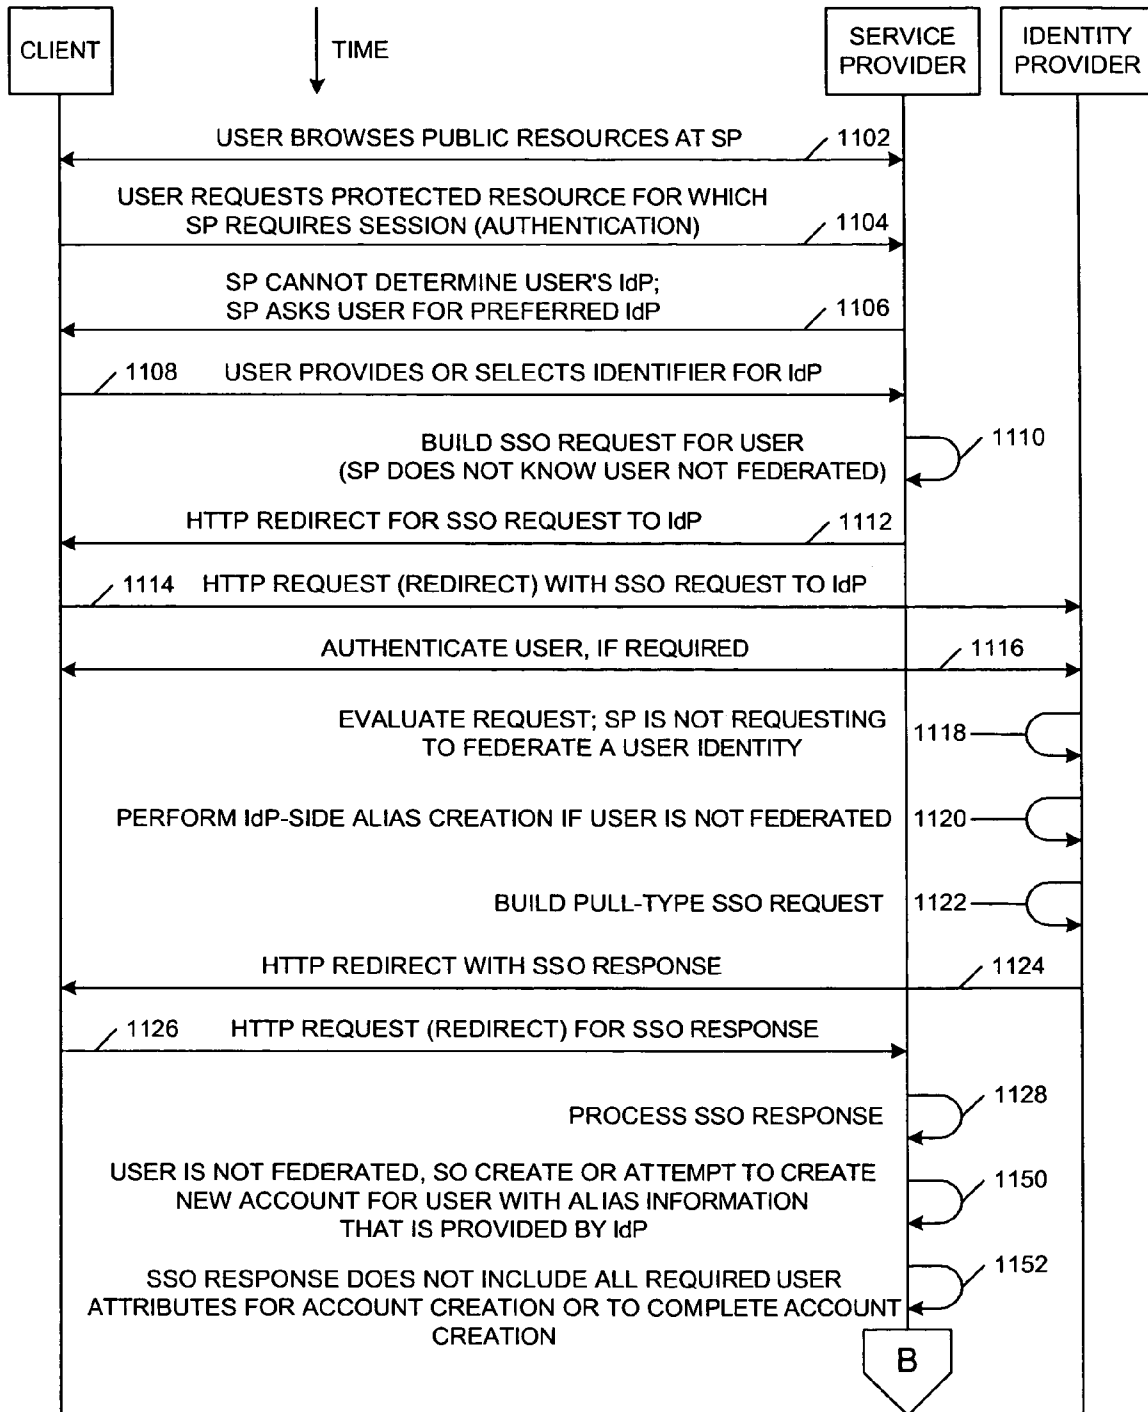 CLIENT
TIME
SERVICE
PROVIDER
IDENTITY
PROVIDER
USER BROWSES PUBLIC RESOURCES AT SP
1102
USER REQUESTS PROTECTED RESOURCE FOR WHICH
SP REQUIRES SESSION (AUTHENTICATION)
1104
SP CANNOT DETERMINE USER'S IdP;
SP ASKS USER FOR PREFERRED IdP
1106
1108 USER PROVIDES OR SELECTS IDENTIFIER FOR IdP
BUILD SSO REQUEST FOR USER
(SP DOES NOT KNOW USER NOT FEDERATED)
1110
HTTP REDIRECT FOR SSO REQUEST TO IdP
1112
1114 HTTP REQUEST (REDIRECT) WITH SSO REQUEST TO IdP
AUTHENTICATE USER, IF REQUIRED
1116
EVALUATE REQUEST; SP IS NOT REQUESTING
TO FEDERATE A USER IDENTITY
1118
PERFORM IdP-SIDE ALIAS CREATION IF USER IS NOT FEDERATED
1120
BUILD PULL-TYPE SSO REQUEST
1122
HTTP REDIRECT WITH SSO RESPONSE
1124
1126 HTTP REQUEST (REDIRECT) FOR SSO RESPONSE
PROCESS SSO RESPONSE
1128
USER IS NOT FEDERATED, SO CREATE OR ATTEMPT TO CREATE
NEW ACCOUNT FOR USER WITH ALIAS INFORMATION
THAT IS PROVIDED BY IdP
1150
SSO RESPONSE DOES NOT INCLUDE ALL REQUIRED USER
ATTRIBUTES FOR ACCOUNT CREATION OR TO COMPLETE ACCOUNT
CREATION
1152
B